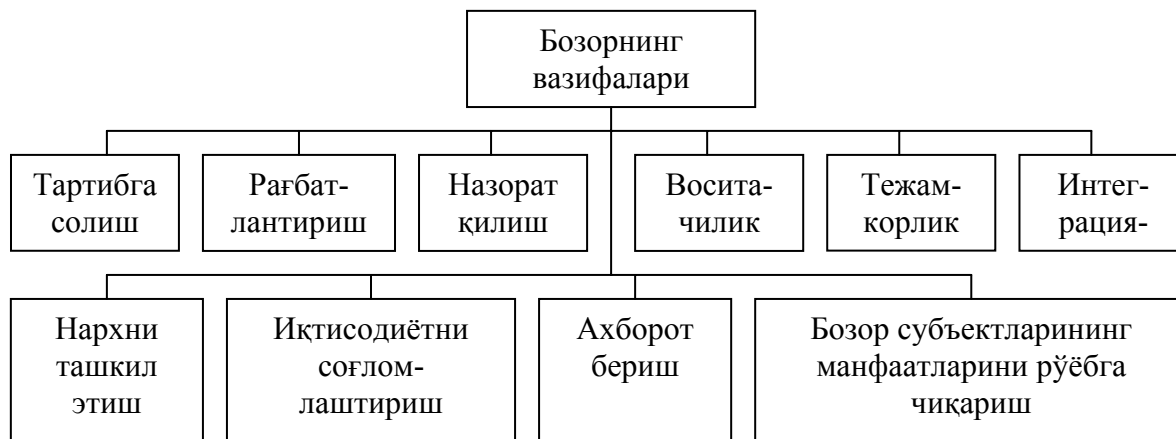 Бозорнинг
вазифалари
Тартибга
солиш
Рағбат-
лантириш
Назорат
қилиш
Восита-
чилик
Тежам-
корлик
Интег-
рация-
Нархни
ташкил
этиш
Иқтисодиётни
соғлом-
лаштириш
Ахборот
бериш
Бозор субъектларининг
манфаатларини рўёбга
чиқариш